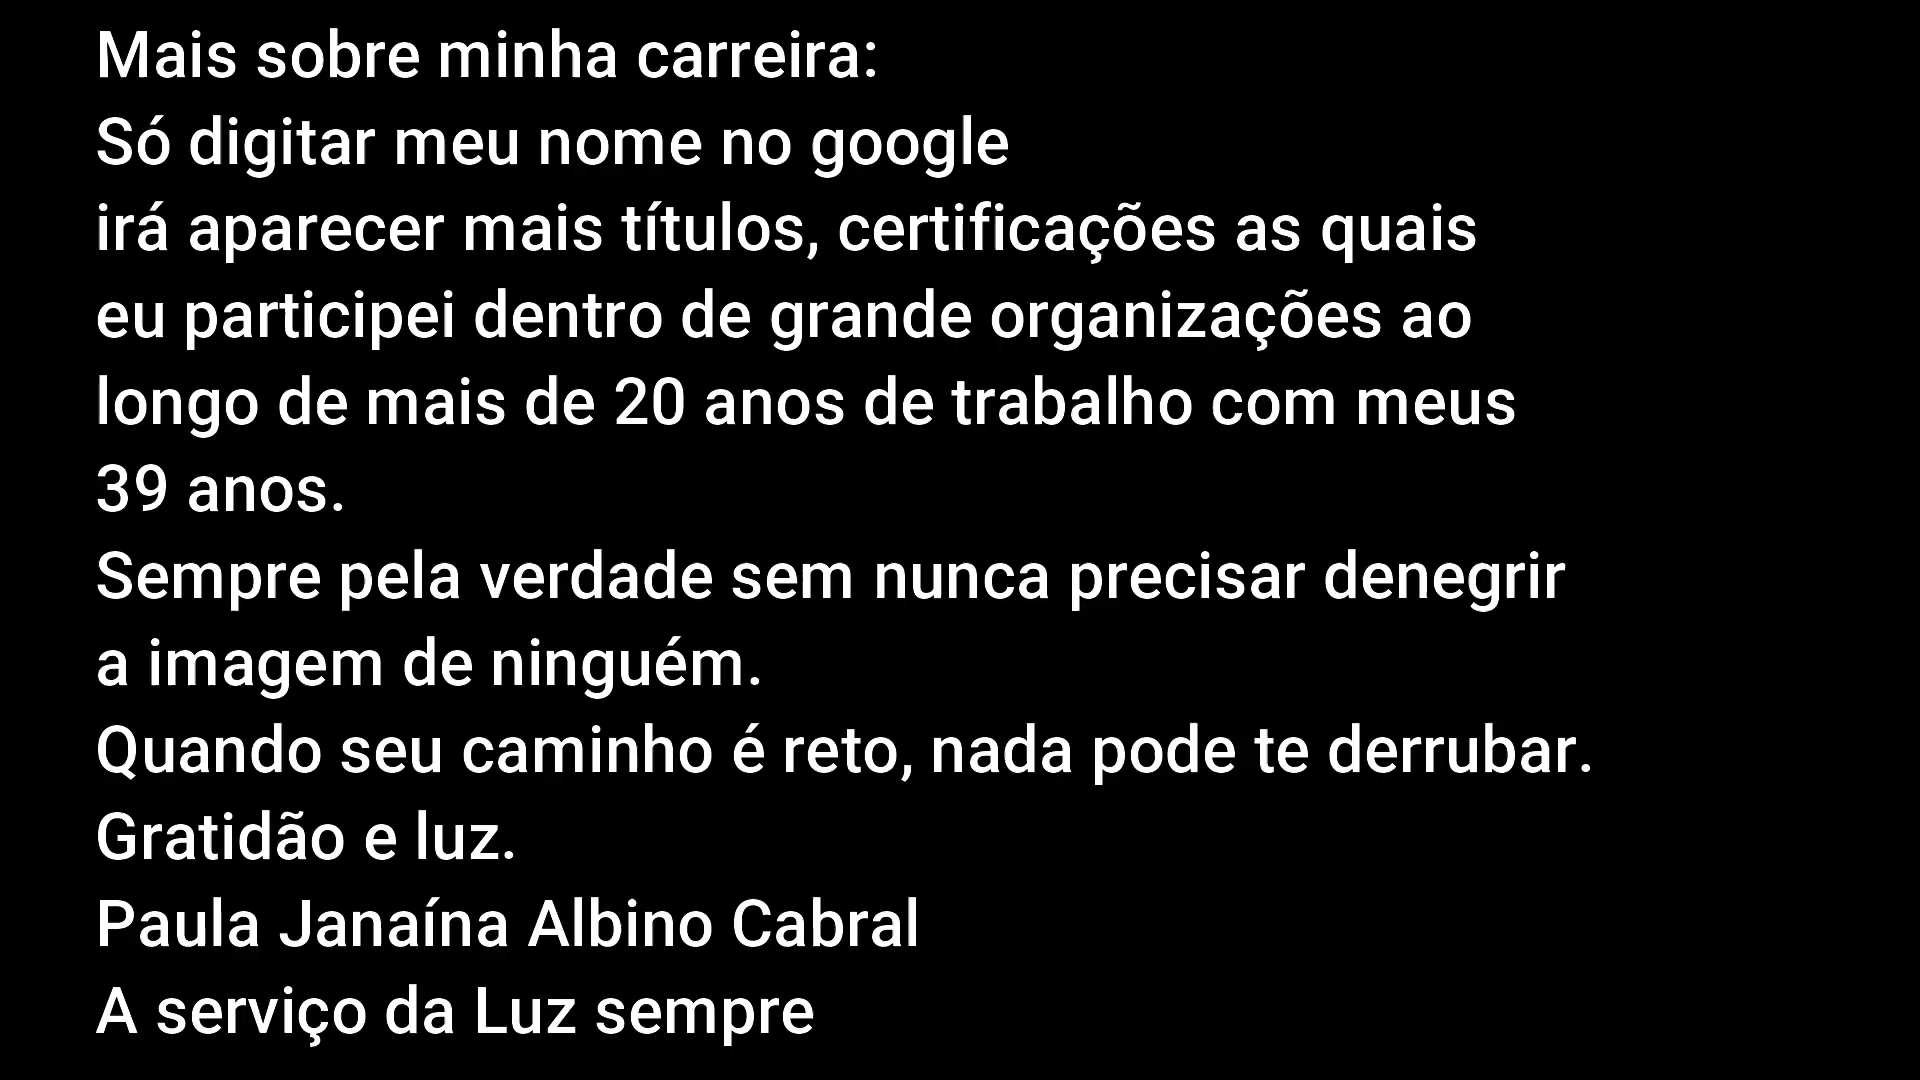 Mais sobre minha carreira:
Só digitar meu nome no google
irá aparecer mais títulos, certificações as quais
eu participei dentro de grande organizações ao
longo de mais de 20 anos de trabalho com meus
39 anos.
Sempre pela verdade sem nunca precisar denegrir
a imagem de ninguém.
Quando seu caminho é reto, nada pode te derrubar.
Gratidão e luz.
Paula Janaína Albino Cabral
A serviço da Luz sempre